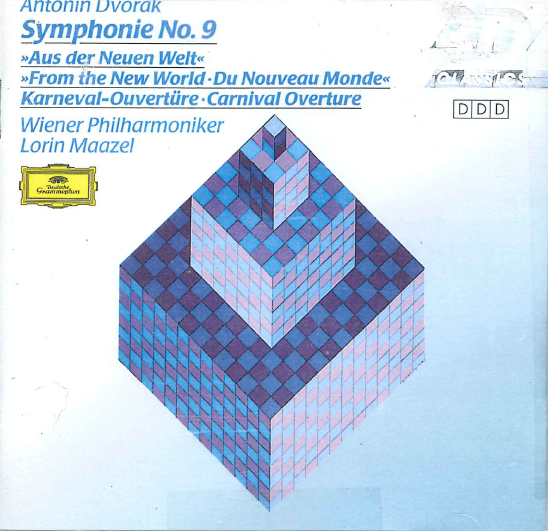 Antonín Dvořák
Symphonie No. 9
»Aus der Neuen Welt«
»From the New World · Du Nouveau Monde«
Karneval-Ouvertüre · Carnival Overture
Wiener Philharmoniker
Lorin Maazel
Deutsche
Grammophon
CLASSICS
DDD